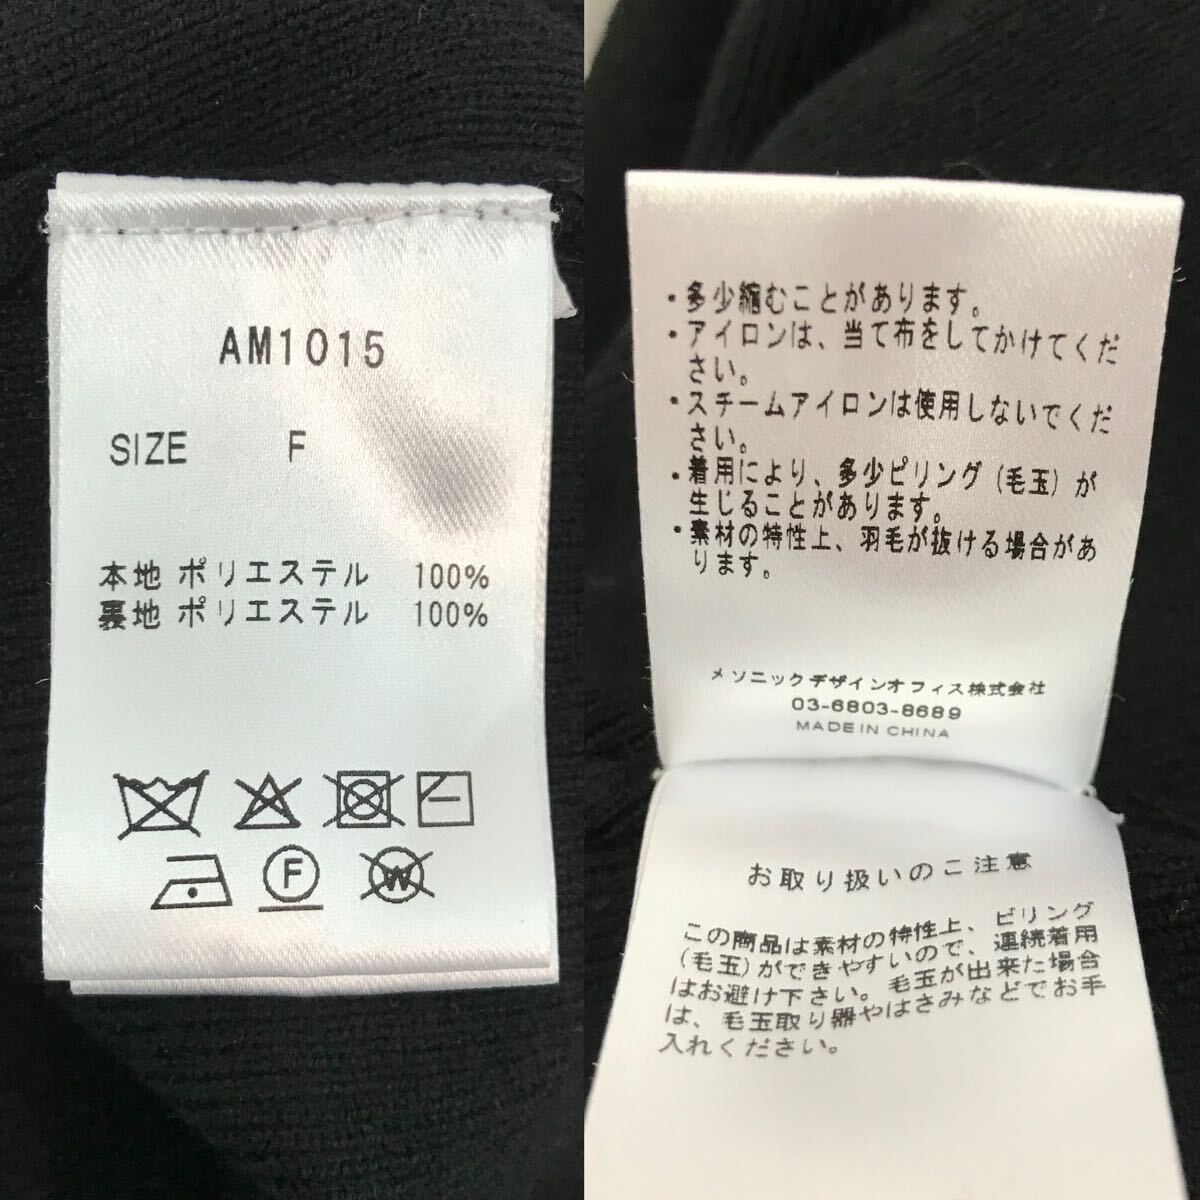 AM1015
SIZE F
本地 ポリエステル 100%
裏地 ポリエステル 100%
F
W
・多少縮むことがあります。
・アイロンは、当て布をしてかけてくだ
さい。
・スチームアイロンは使用しないでくだ
さい。
・着用により、多少ピリング(毛玉)が
生じることがあります。
・素材の特性上、羽毛が抜ける場合があ
ります。
メソニックデザインオフィス株式会社
03-6803-8689
MADE IN CHINA
お取り扱いのご注意
この商品は素材の特性上、ピリング
(毛玉)ができやすいので、連続着用
はお避け下さい。毛玉が出来た場合
は、毛玉取り器やはさみなどでお手
入れください。